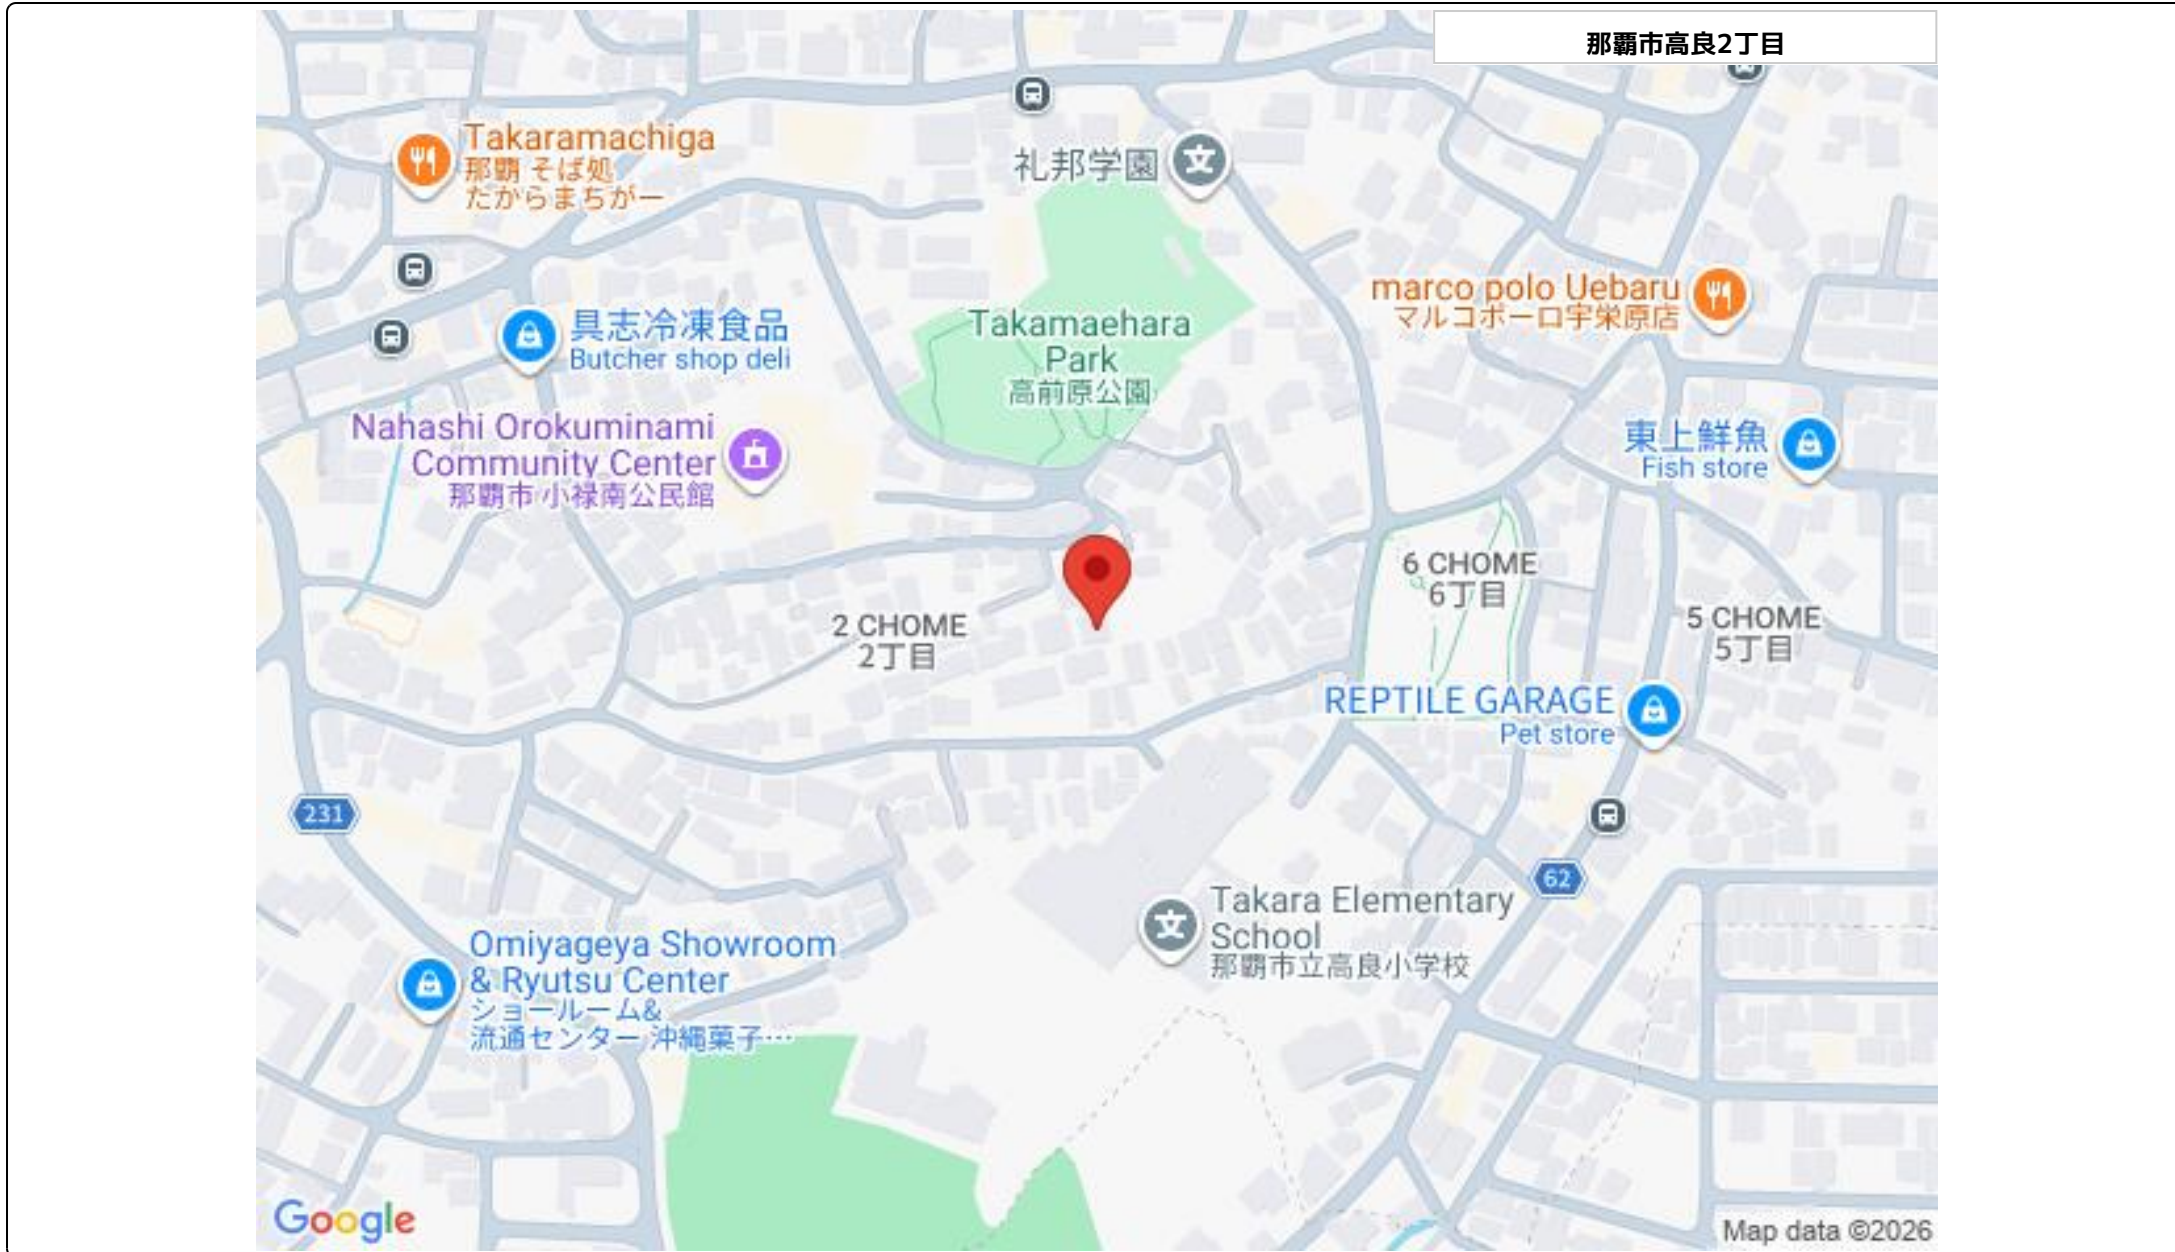 那覇市高良2丁目
Takaramachiga
那覇 そば処
たからまちがー
礼邦学園
marco polo Uebaru
マルコポーロ宇栄原店
Takamaehara
Park
高前原公園
具志冷凍食品
Butcher shop deli
Nahashi Orokuminami
Community Center
那覇市 小禄南公民館
東上鮮魚
Fish store
6 CHOME
6丁目
2 CHOME
2丁目
5 CHOME
5丁目
REPTILE GARAGE
Pet store
231
62
Takara Elementary
School
那覇市立高良小学校
Omiyageya Showroom
& Ryutsu Center
ショールーム&
流通センター 沖縄菓子…
Google
Map data ©2026